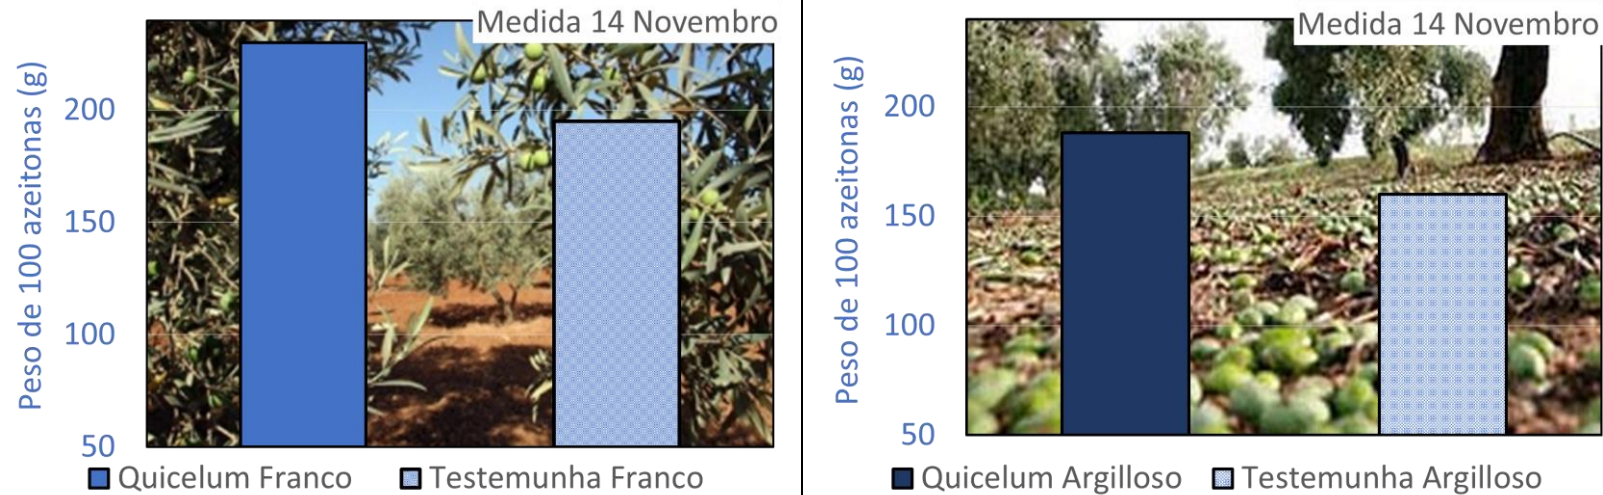 Medida 14 Novembro
Peso de 100 azeitonas (g)
200
150
100
50
Quicelum Franco
Testemunha Franco
Medida 14 Novembro
Peso de 100 azeitonas (g)
200
150
100
50
Quicelum Argilloso
Testemunha Argilloso